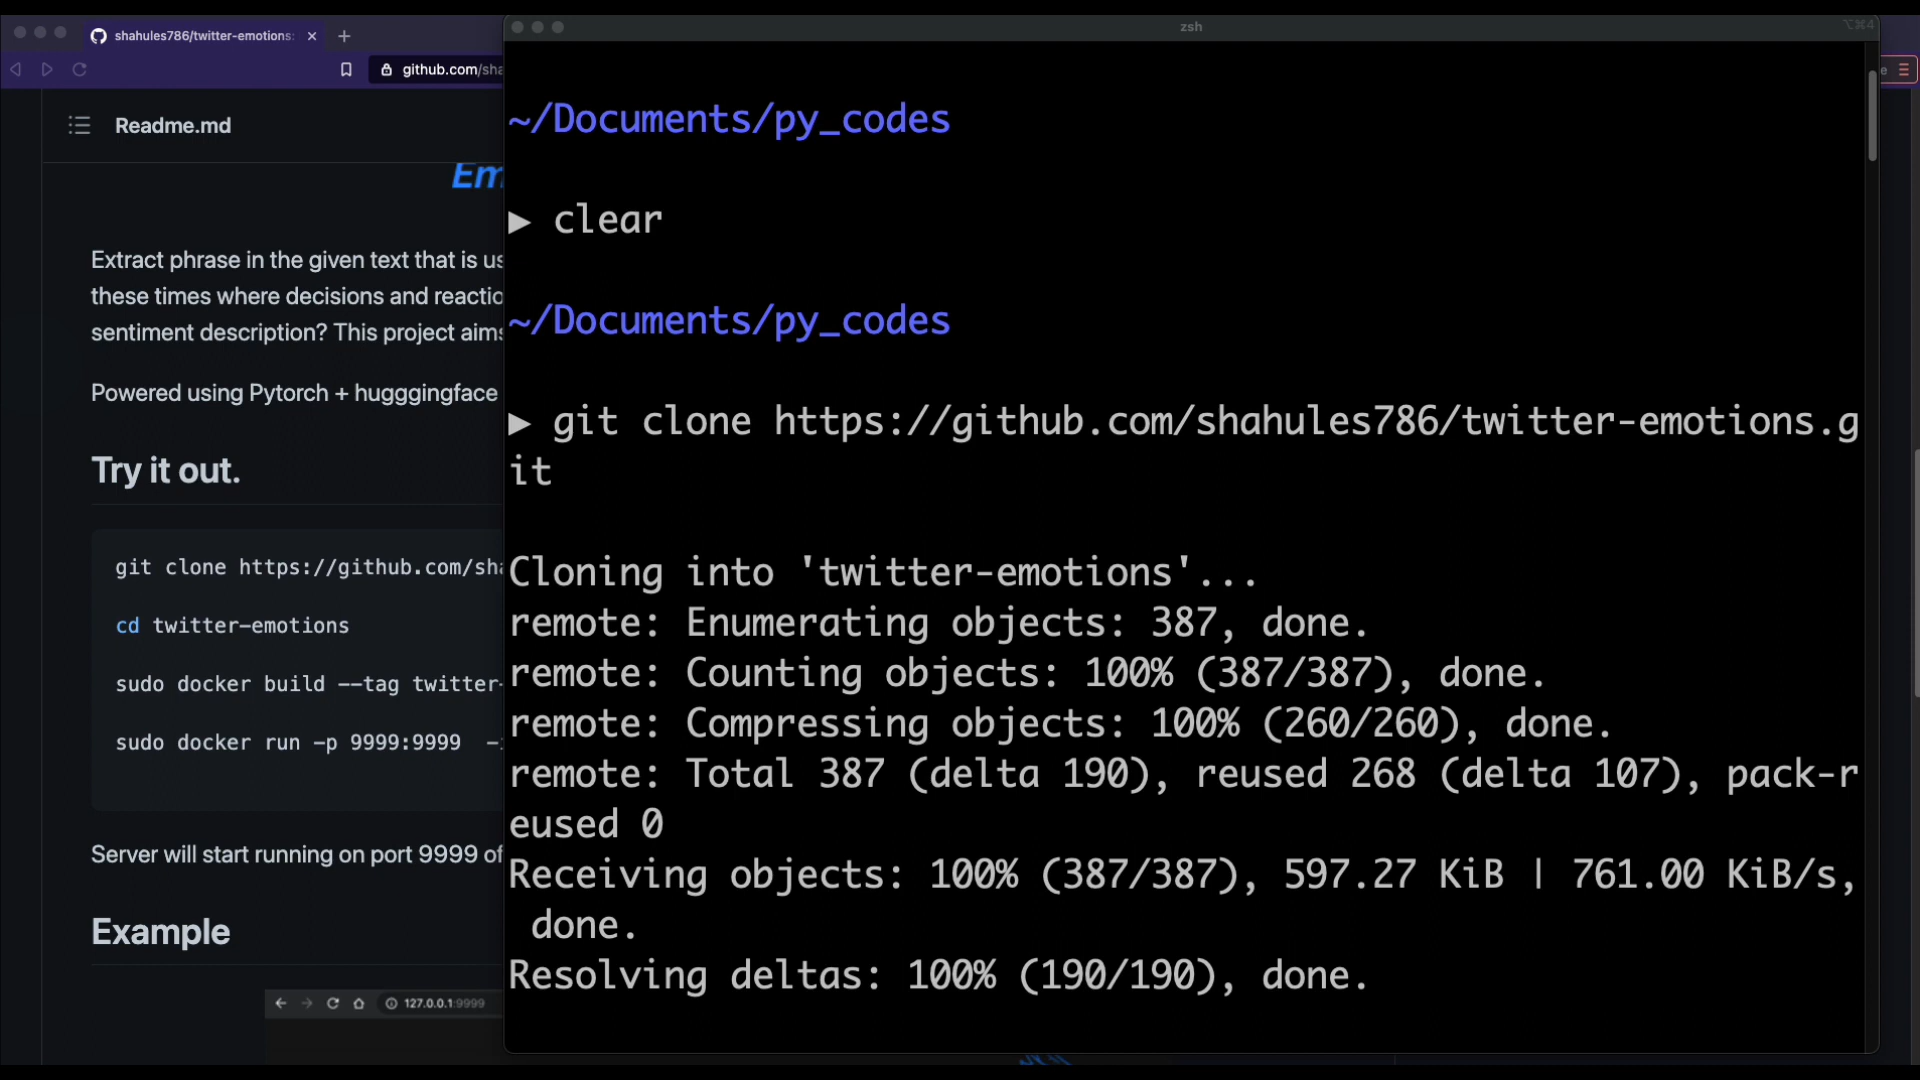 shahules786/twitter-emotions:
zsh
⌥⌘4
github.com/sha
Readme.md
Em
Extract phrase in the given text that is us
these times where decisions and reactio
sentiment description? This project aims
Powered using Pytorch + hugggingface
Try it out.
git clone https://github.com/sha
cd twitter-emotions
sudo docker build --tag twitter-
sudo docker run -p 9999:9999 -
Server will start running on port 9999 of
Example
127.0.0.1:9999
~/Documents/py_codes
▶ clear
~/Documents/py_codes
▶ git clone https://github.com/shahules786/twitter-emotions.g
it
Cloning into 'twitter-emotions'...
remote: Enumerating objects: 387, done.
remote: Counting objects: 100% (387/387), done.
remote: Compressing objects: 100% (260/260), done.
remote: Total 387 (delta 190), reused 268 (delta 107), pack-r
eused 0
Receiving objects: 100% (387/387), 597.27 KiB | 761.00 KiB/s,
done.
Resolving deltas: 100% (190/190), done.